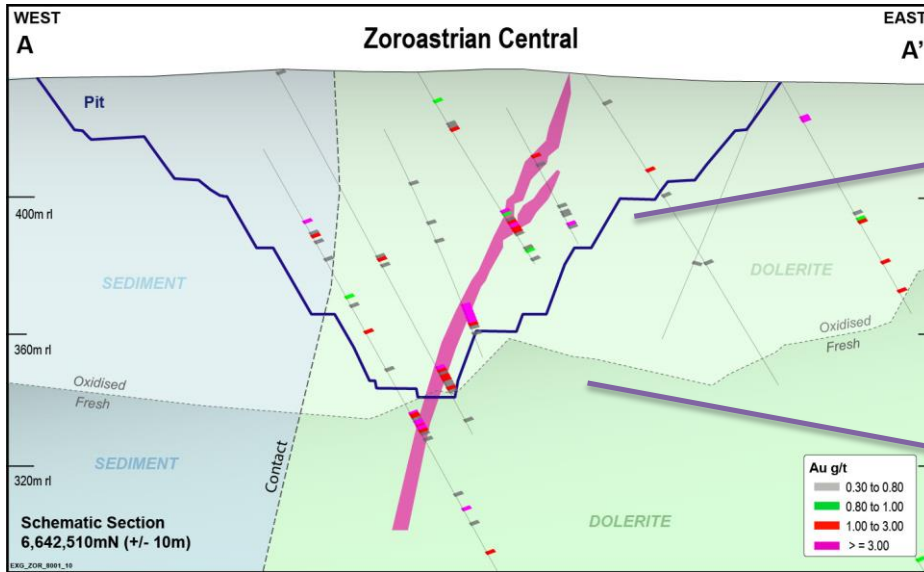 WEST
EAST
A
Zoroastrian Central
A'
Pit
400m rl
SEDIMENT
DOLERITE
360m rl
Oxidised
Fresh
Oxidised
Fresh
SEDIMENT
Contact
320m rl
DOLERITE
Schematic Section
6,642,510mN (+/- 10m)
EXG_ZOR_8001_10
Au g/t
0.30 to 0.80
0.80 to 1.00
1.00 to 3.00
> = 3.00